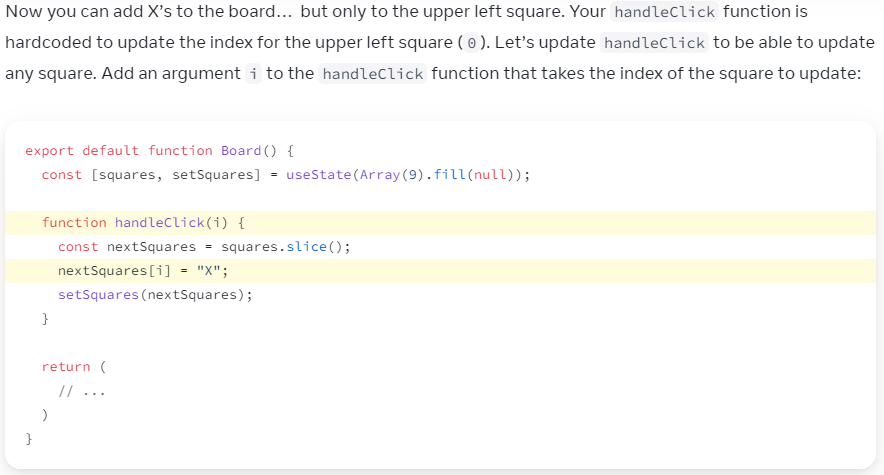 Now you can add X’s to the board… but only to the upper left square. Your handleClick function is
hardcoded to update the index for the upper left square (0). Let’s update handleClick to be able to update
any square. Add an argument i to the handleClick function that takes the index of the square to update:
export default function Board() {
  const [squares, setSquares] = useState(Array(9).fill(null));
  function handleClick(i) {
    const nextSquares = squares.slice();
    nextSquares[i] = "X";
    setSquares(nextSquares);
  }
  return (
    // ...
  )
}